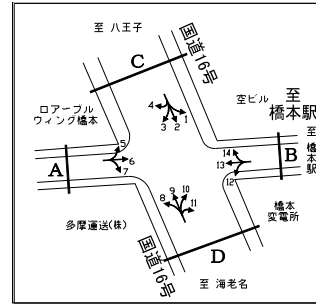 至 八王子
国道16号
C
ロアーブル
ウィング橋本
空ビル
至
橋本駅
4
3
2
1
5
6
7
A
14
13
12
B
至
橋本駅
8
9
10
11
多摩運送(株)
橋本
変電所
国道16号
D
至 海老名